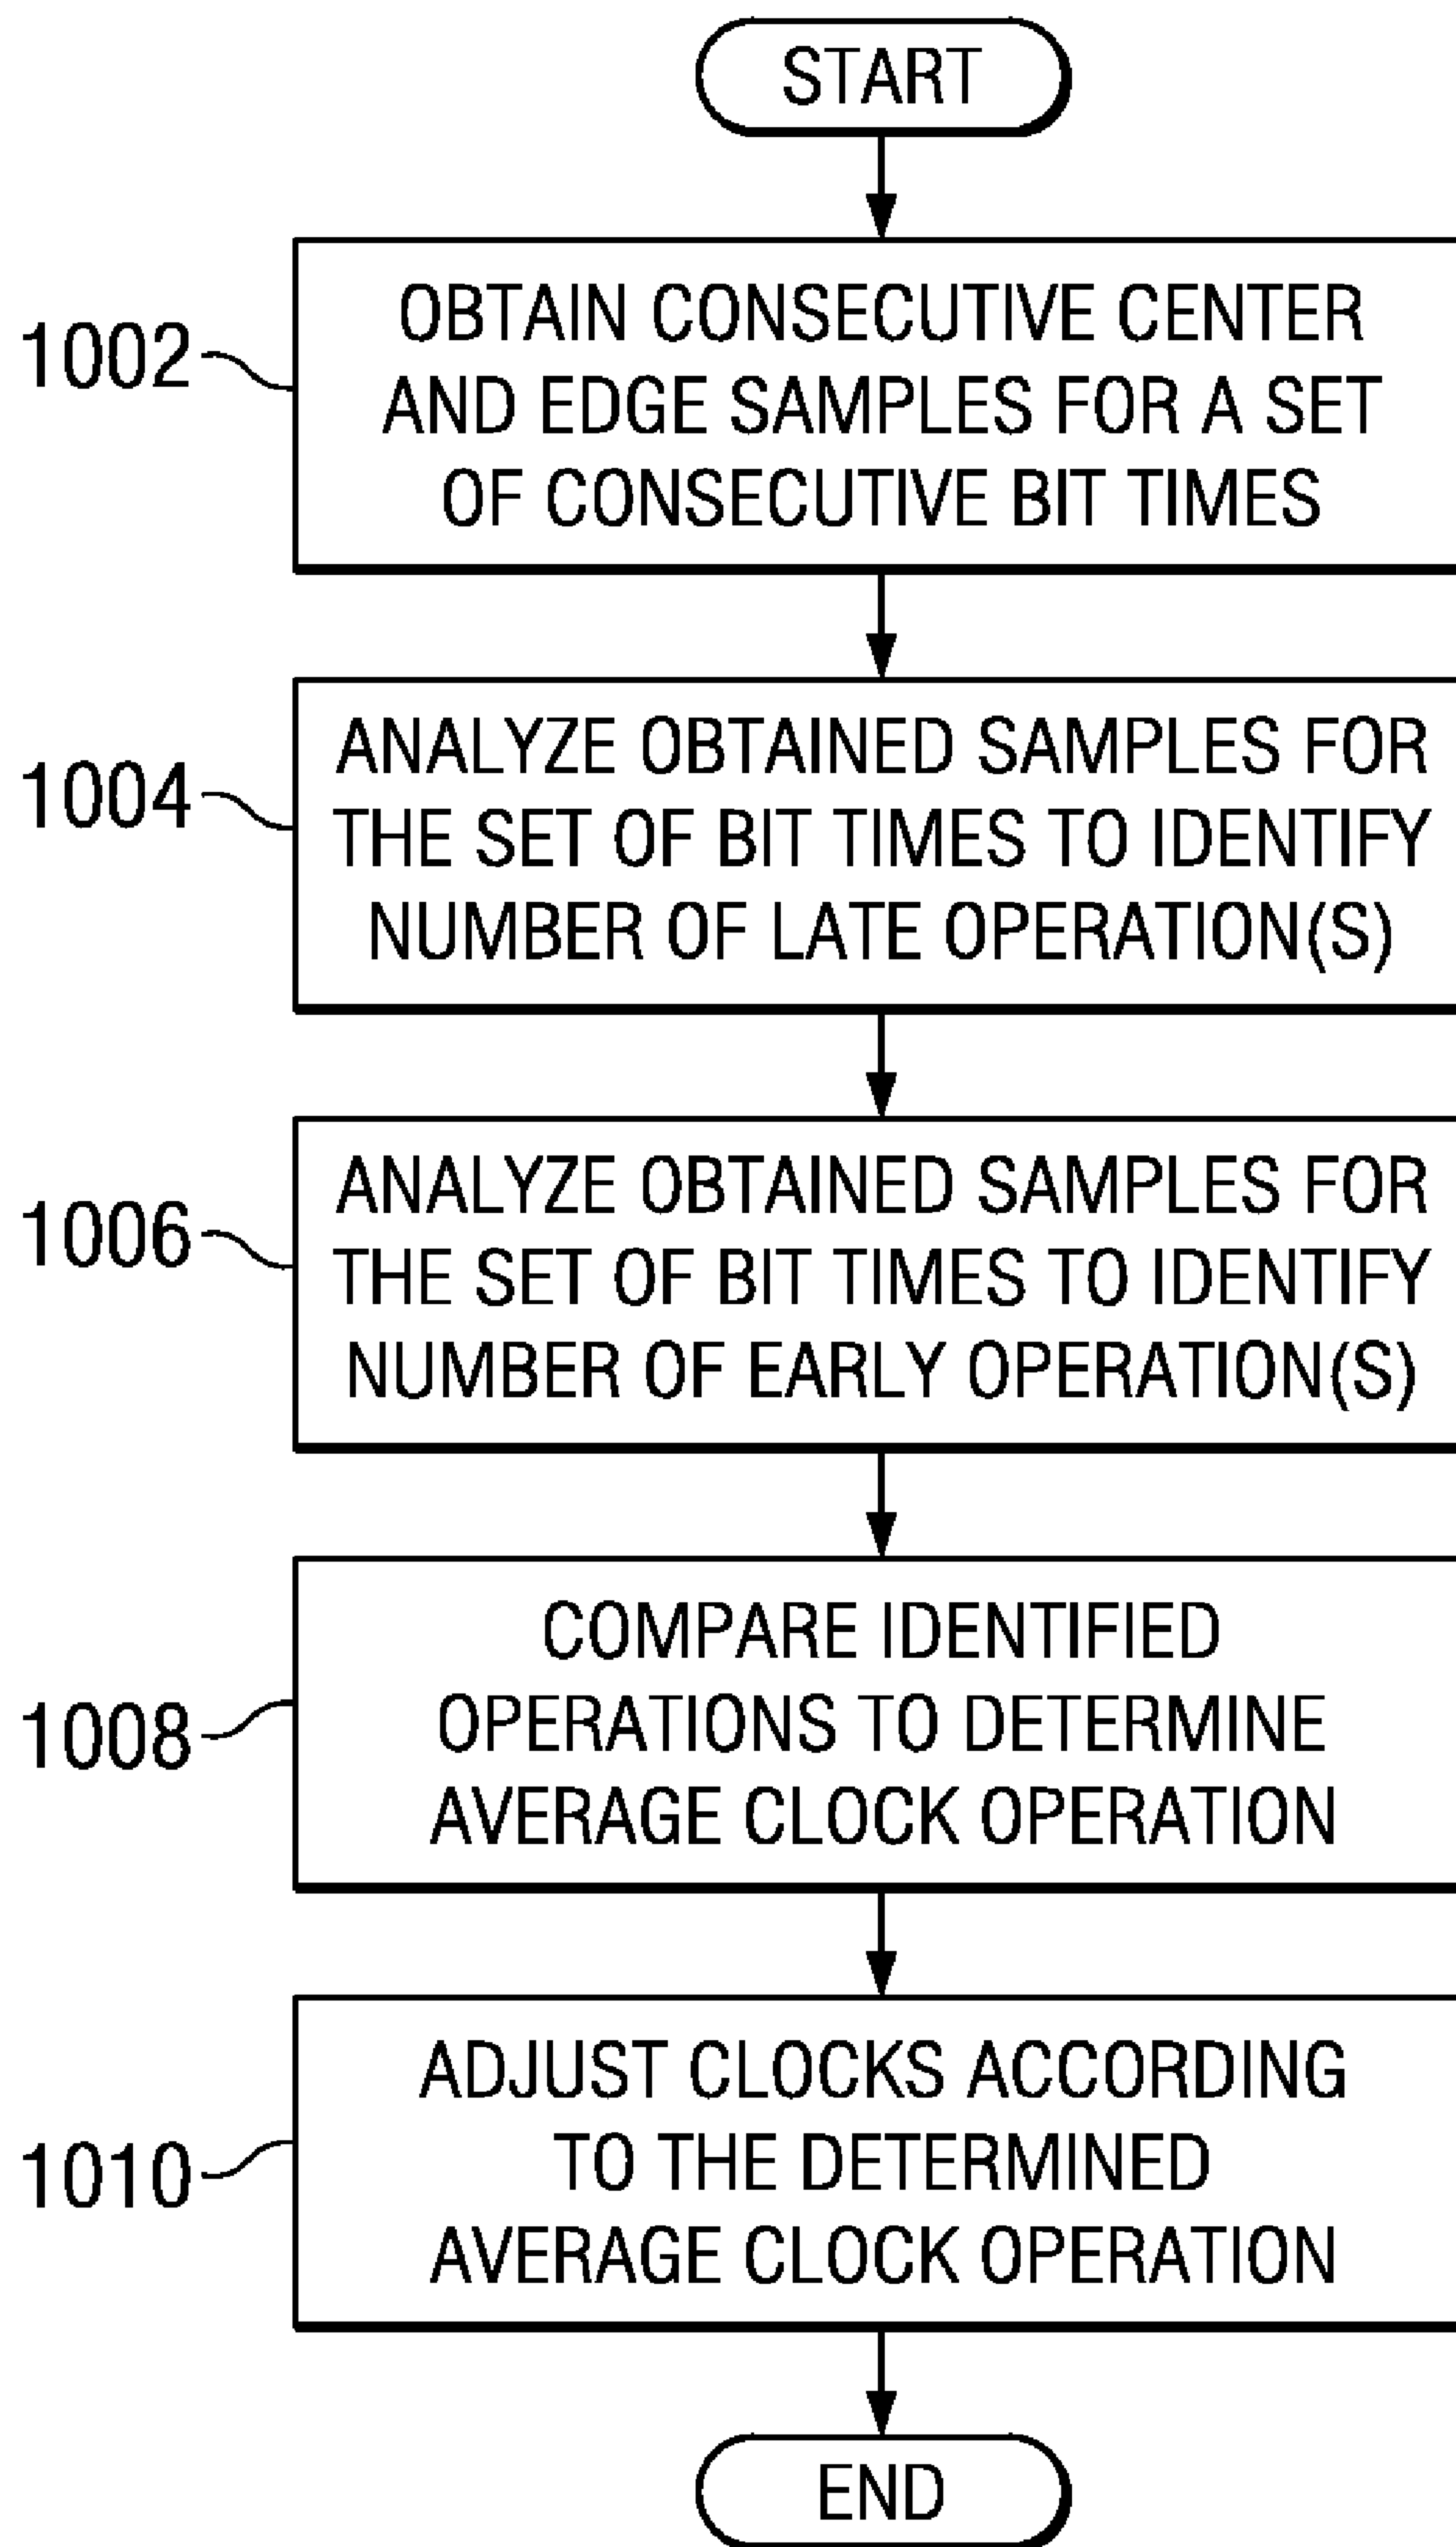 START
1002
OBTAIN CONSECUTIVE CENTER
AND EDGE SAMPLES FOR A SET
OF CONSECUTIVE BIT TIMES
1004
ANALYZE OBTAINED SAMPLES FOR
THE SET OF BIT TIMES TO IDENTIFY
NUMBER OF LATE OPERATION(S)
1006
ANALYZE OBTAINED SAMPLES FOR
THE SET OF BIT TIMES TO IDENTIFY
NUMBER OF EARLY OPERATION(S)
1008
COMPARE IDENTIFIED
OPERATIONS TO DETERMINE
AVERAGE CLOCK OPERATION
1010
ADJUST CLOCKS ACCORDING
TO THE DETERMINED
AVERAGE CLOCK OPERATION
END